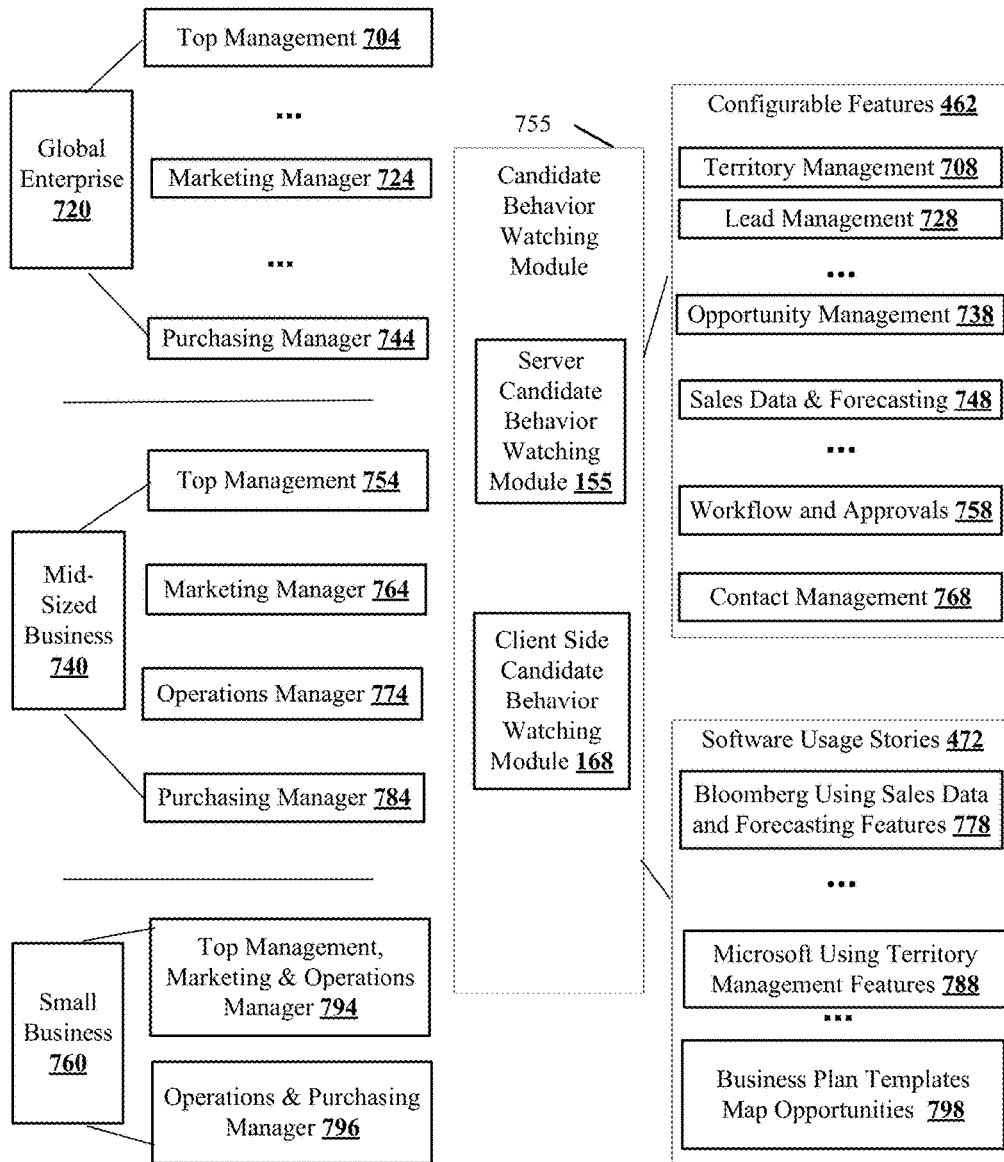 Top Management 704
...
Global
Enterprise
720
Marketing Manager 724
...
Purchasing Manager 744
Top Management 754
Mid-
Sized
Business
740
Marketing Manager 764
Operations Manager 774
Purchasing Manager 784
Small
Business
760
Top Management,
Marketing & Operations
Manager 794
Operations & Purchasing
Manager 796
755
Candidate
Behavior
Watching
Module
Server
Candidate
Behavior
Watching
Module 155
Client Side
Candidate
Behavior
Watching
Module 168
Configurable Features 462
Territory Management 708
Lead Management 728
...
Opportunity Management 738
Sales Data & Forecasting 748
...
Workflow and Approvals 758
Contact Management 768
Software Usage Stories 472
Bloomberg Using Sales Data
and Forecasting Features 778
...
Microsoft Using Territory
Management Features 788
...
Business Plan Templates
Map Opportunities 798